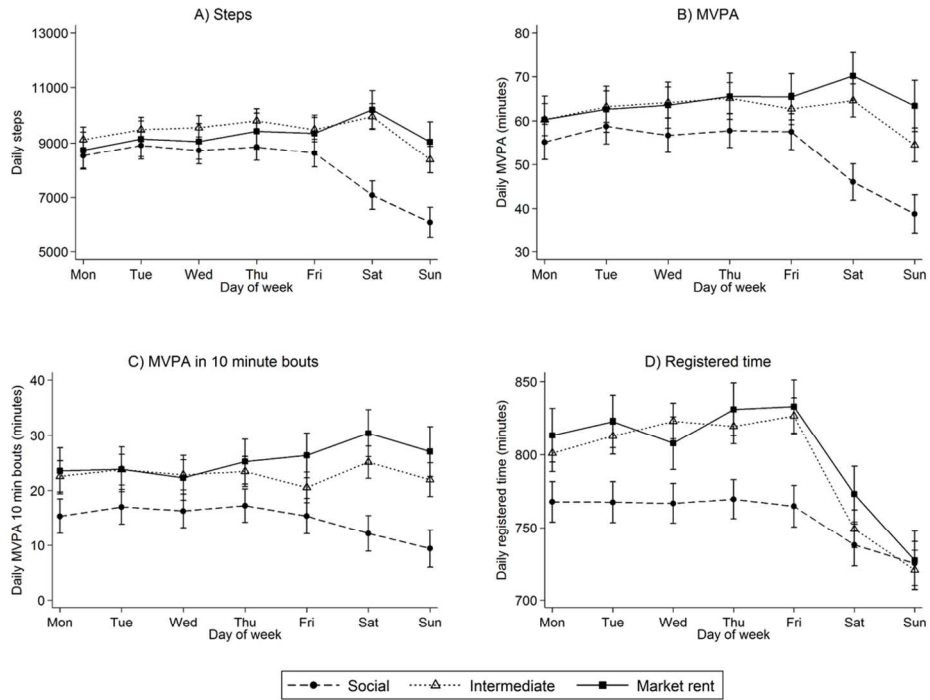 A) Steps
13000
11000
9000
7000
5000
Daily steps
Mon Tue Wed Thu Fri Sat Sun
Day of week
B) MVPA
80
70
60
50
40
30
Daily MVPA (minutes)
Mon Tue Wed Thu Fri Sat Sun
Day of week
C) MVPA in 10 minute bouts
40
30
20
10
0
Daily MVPA 10 min bouts (minutes)
Mon Tue Wed Thu Fri Sat Sun
Day of week
D) Registered time
850
800
750
700
Daily registered time (minutes)
Mon Tue Wed Thu Fri Sat Sun
Day of week
Social Intermediate Market rent